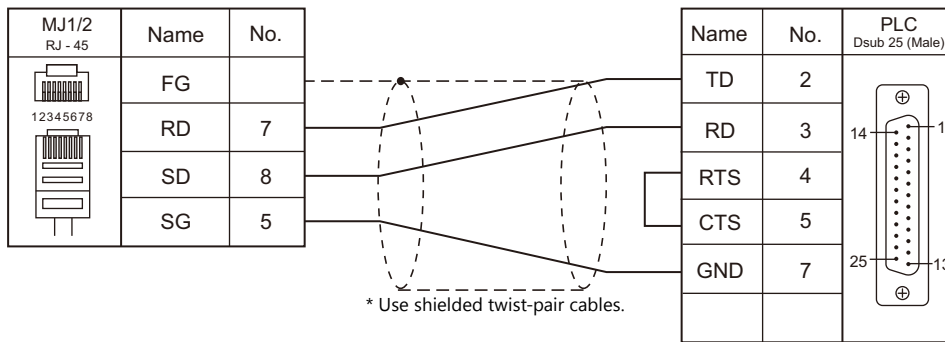 MJ1/2
RJ - 45
Name
No.
12345678
FG
RD
7
SD
8
SG
5
* Use shielded twist-pair cables.
Name
No.
PLC
Dsub 25 (Male)
TD
2
RD
3
RTS
4
CTS
5
GND
7
14
1
25
13